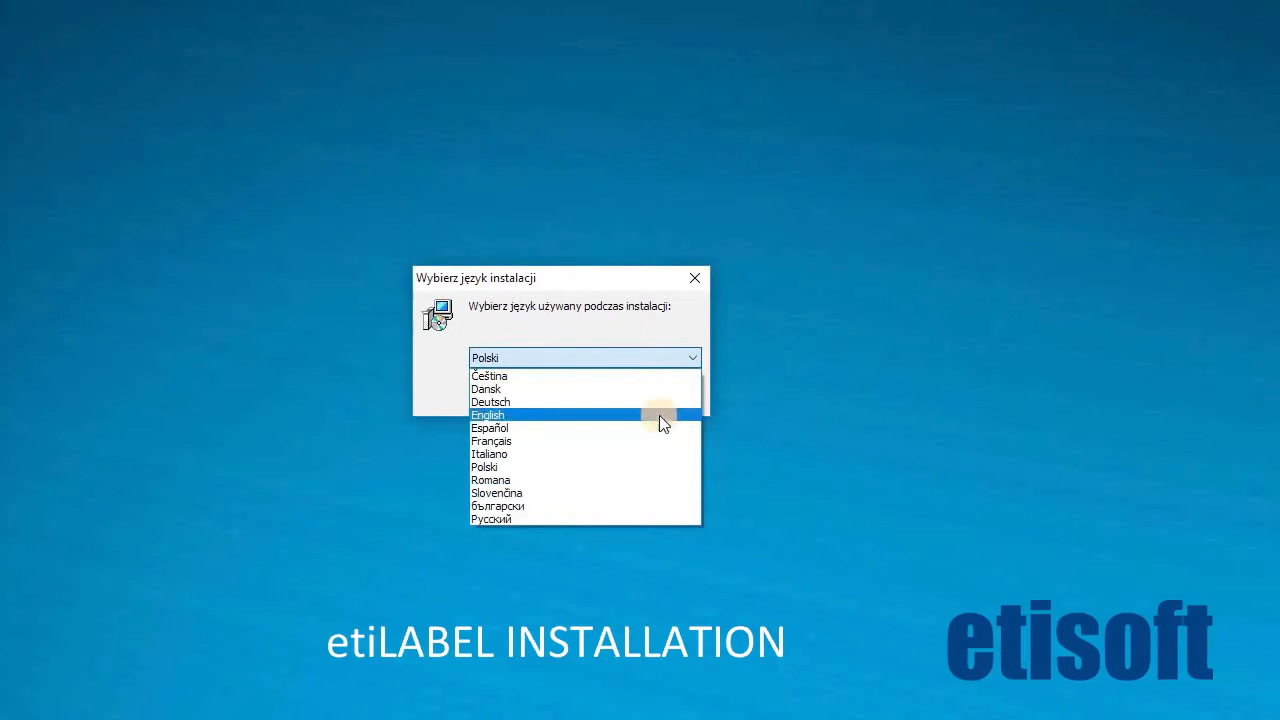 Wybierz język instalacji
Wybierz język używany podczas instalacji:
Polski
Čeština
Dansk
Deutsch
English
Español
Français
Italiano
Polski
Romana
Slovenčina
български
Русский
etiLABEL INSTALLATION
etisoft